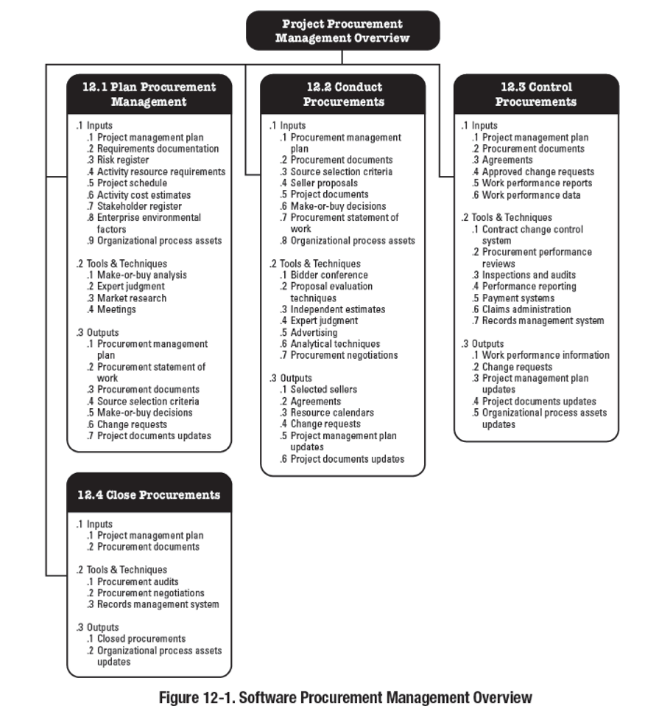 Project Procurement
Management Overview
12.1 Plan Procurement
Management
.1 Inputs
.1 Project management plan
.2 Requirements documentation
.3 Risk register
.4 Activity resource requirements
.5 Project schedule
.6 Activity cost estimates
.7 Stakeholder register
.8 Enterprise environmental
factors
.9 Organizational process assets
.2 Tools & Techniques
.1 Make-or-buy analysis
.2 Expert judgment
.3 Market research
.4 Meetings
.3 Outputs
.1 Procurement management
plan
.2 Procurement statement of
work
.3 Procurement documents
.4 Source selection criteria
.5 Make-or-buy decisions
.6 Change requests
.7 Project documents updates
12.2 Conduct
Procurements
.1 Inputs
.1 Procurement management
plan
.2 Procurement documents
.3 Source selection criteria
.4 Seller proposals
.5 Project documents
.6 Make-or-buy decisions
.7 Procurement statement of
work
.8 Organizational process assets
.2 Tools & Techniques
.1 Bidder conference
.2 Proposal evaluation
techniques
.3 Independent estimates
.4 Expert judgment
.5 Advertising
.6 Analytical techniques
.7 Procurement negotiations
.3 Outputs
.1 Selected sellers
.2 Agreements
.3 Resource calendars
.4 Change requests
.5 Project management plan
updates
.6 Project documents updates
12.3 Control
Procurements
.1 Inputs
.1 Project management plan
.2 Procurement documents
.3 Agreements
.4 Approved change requests
.5 Work performance reports
.6 Work performance data
.2 Tools & Techniques
.1 Contract change control
system
.2 Procurement performance
reviews
.3 Inspections and audits
.4 Performance reporting
.5 Payment systems
.6 Claims administration
.7 Records management system
.3 Outputs
.1 Work performance information
.2 Change requests
.3 Project management plan
updates
.4 Project documents updates
.5 Organizational process assets
updates
12.4 Close Procurements
.1 Inputs
.1 Project management plan
.2 Procurement documents
.2 Tools & Techniques
.1 Procurement audits
.2 Procurement negotiations
.3 Records management system
.3 Outputs
.1 Closed procurements
.2 Organizational process assets
updates
Figure 12-1. Software Procurement Management Overview